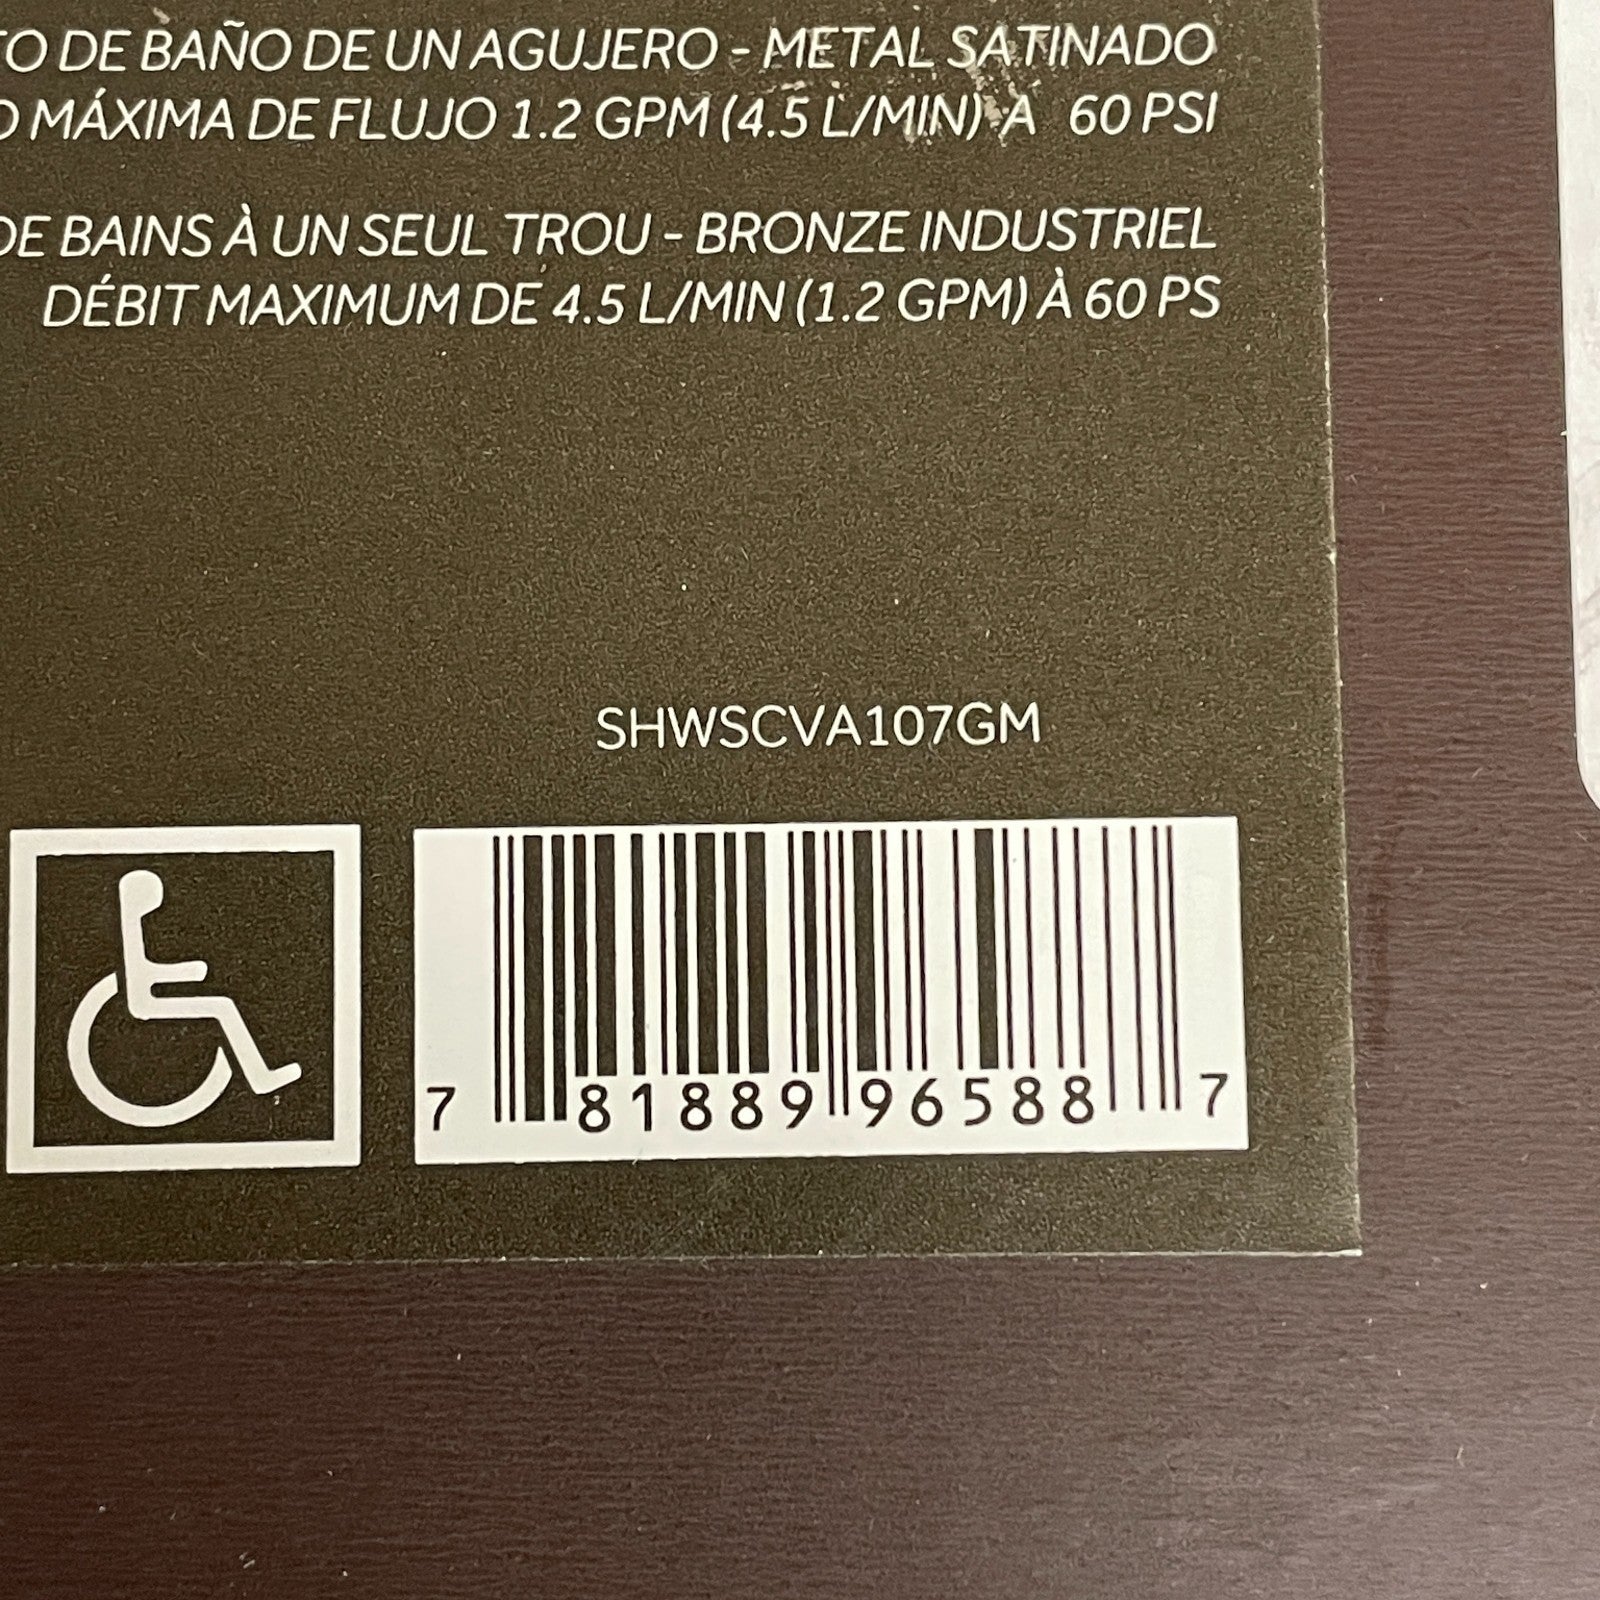 DE BAÑO DE UN AGUJERO - METAL SATINADO
MÁXIMA DE FLUJO 1.2 GPM (4.5 L/MIN) A 60 PSI
DE BAINS À UN SEUL TROU - BRONZE INDUSTRIEL
DÉBIT MAXIMUM DE 4.5 L/MIN (1.2 GPM) À 60 PS
SHWSCVA107GM
7 81889 96588 7